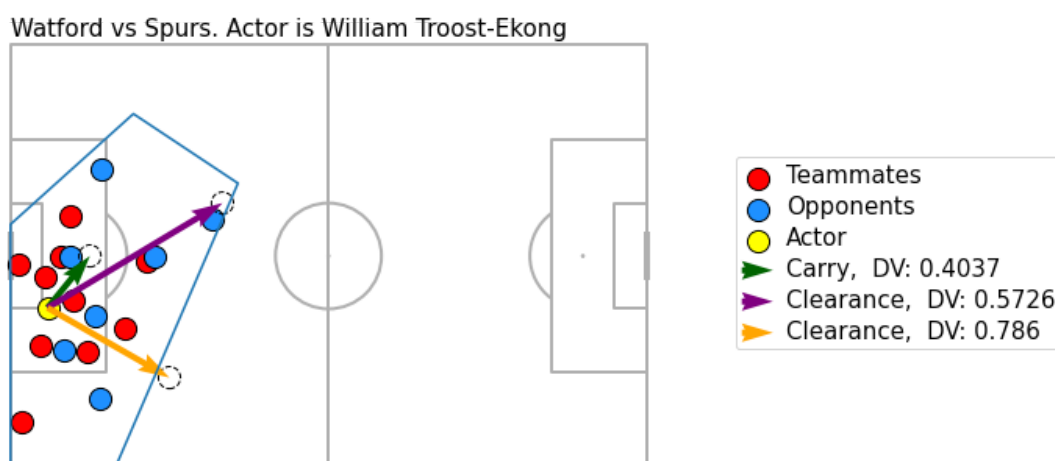 Watford vs Spurs. Actor is William Troost-Ekong
Teammates
Opponents
Actor
Carry,  DV: 0.4037
Clearance,  DV: 0.5726
Clearance,  DV: 0.786